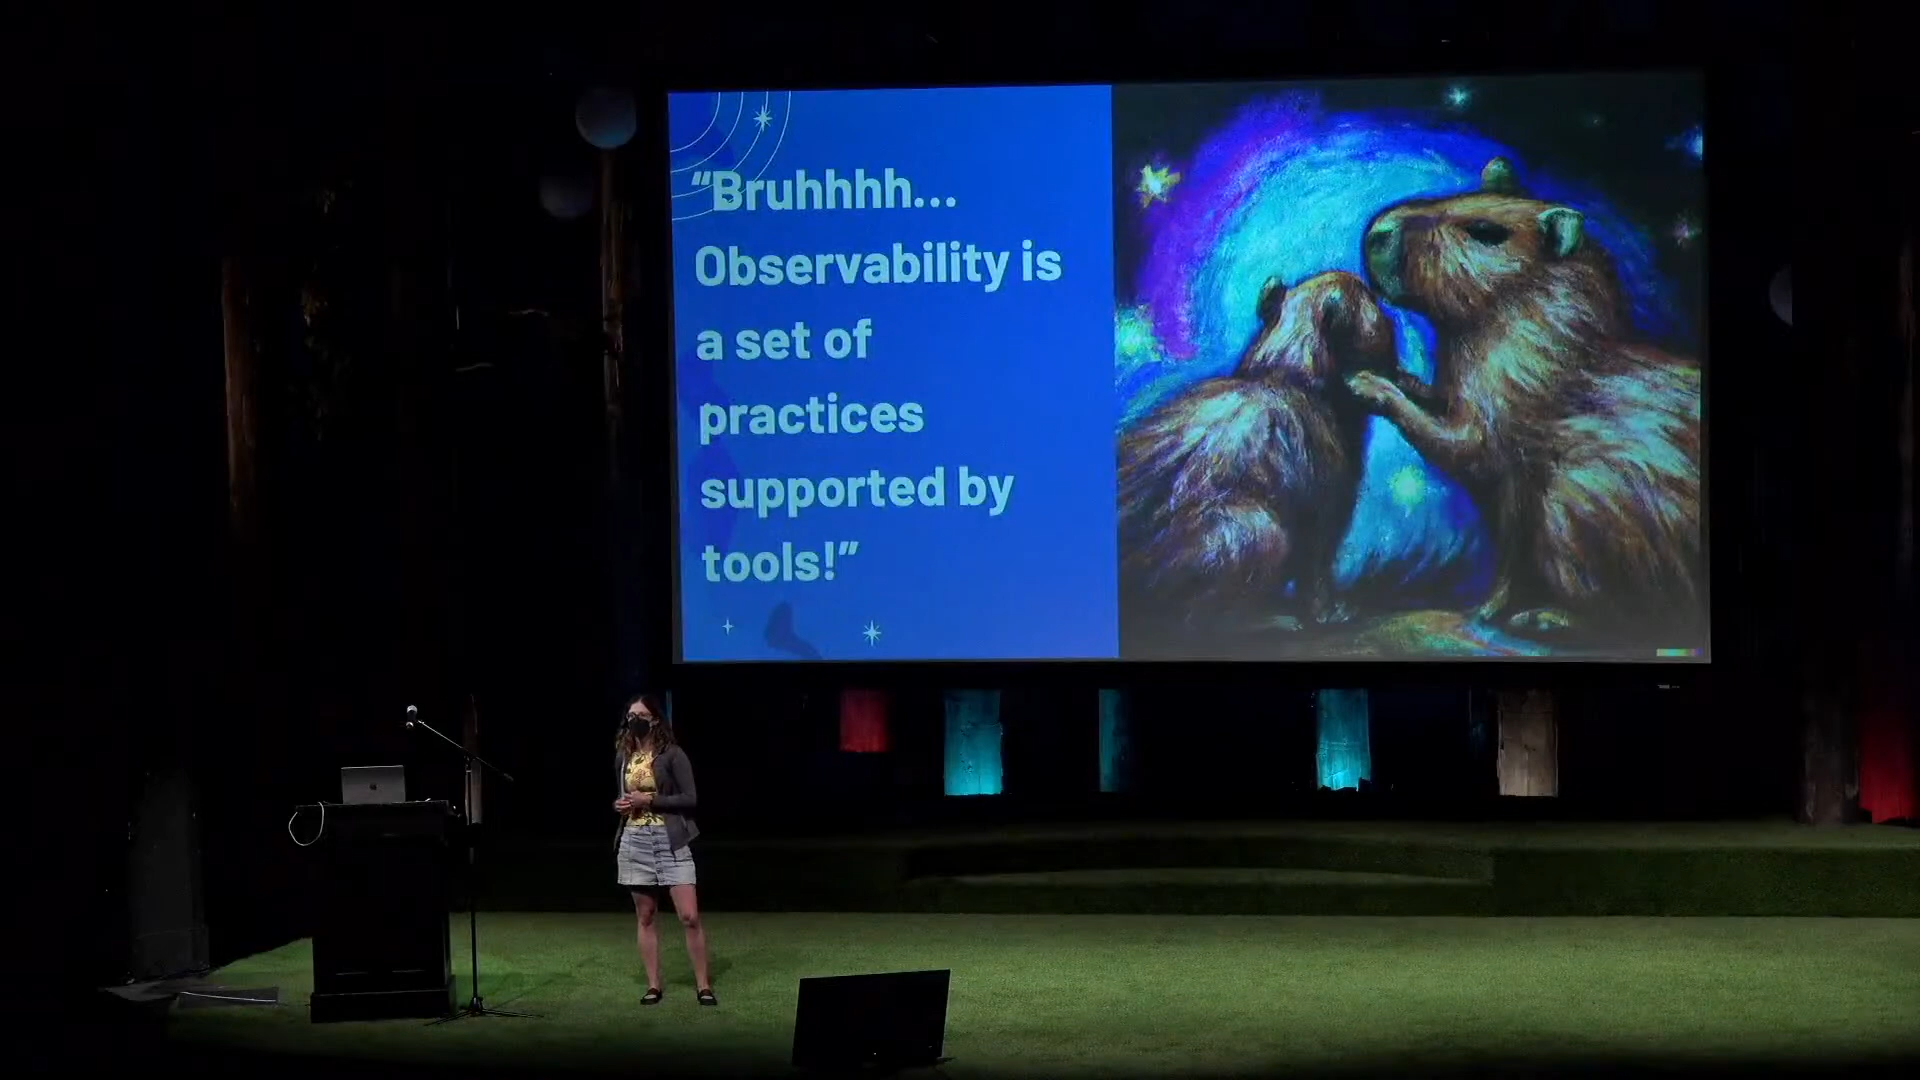 “Bruhhhh...
Observability is
a set of
practices
supported by
tools!”